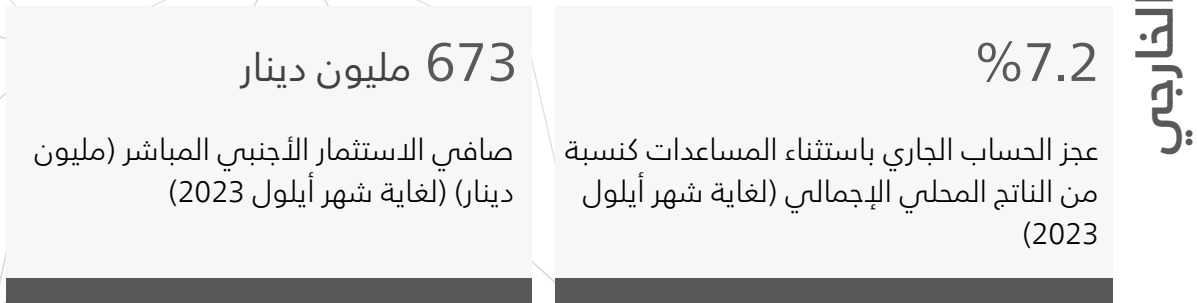 الخارجي
%7.2
عجز الحساب الجاري باستثناء المساعدات كنسبة
من الناتج المحلي الإجمالي (لغاية شهر أيلول
2023)
673 مليون دينار
صافي الاستثمار الأجنبي المباشر (مليون
دينار) (لغاية شهر أيلول 2023)